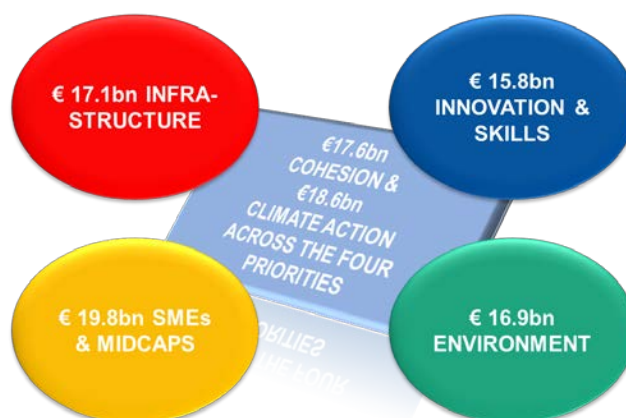 € 17.1bn INFRA-
STRUCTURE
€ 15.8bn
INNOVATION &
SKILLS
€17.6bn
COHESION &
€18.6bn
CLIMATE ACTION
ACROSS THE FOUR
PRIORITIES
€ 19.8bn SMEs
& MIDCAPS
€ 16.9bn
ENVIRONMENT